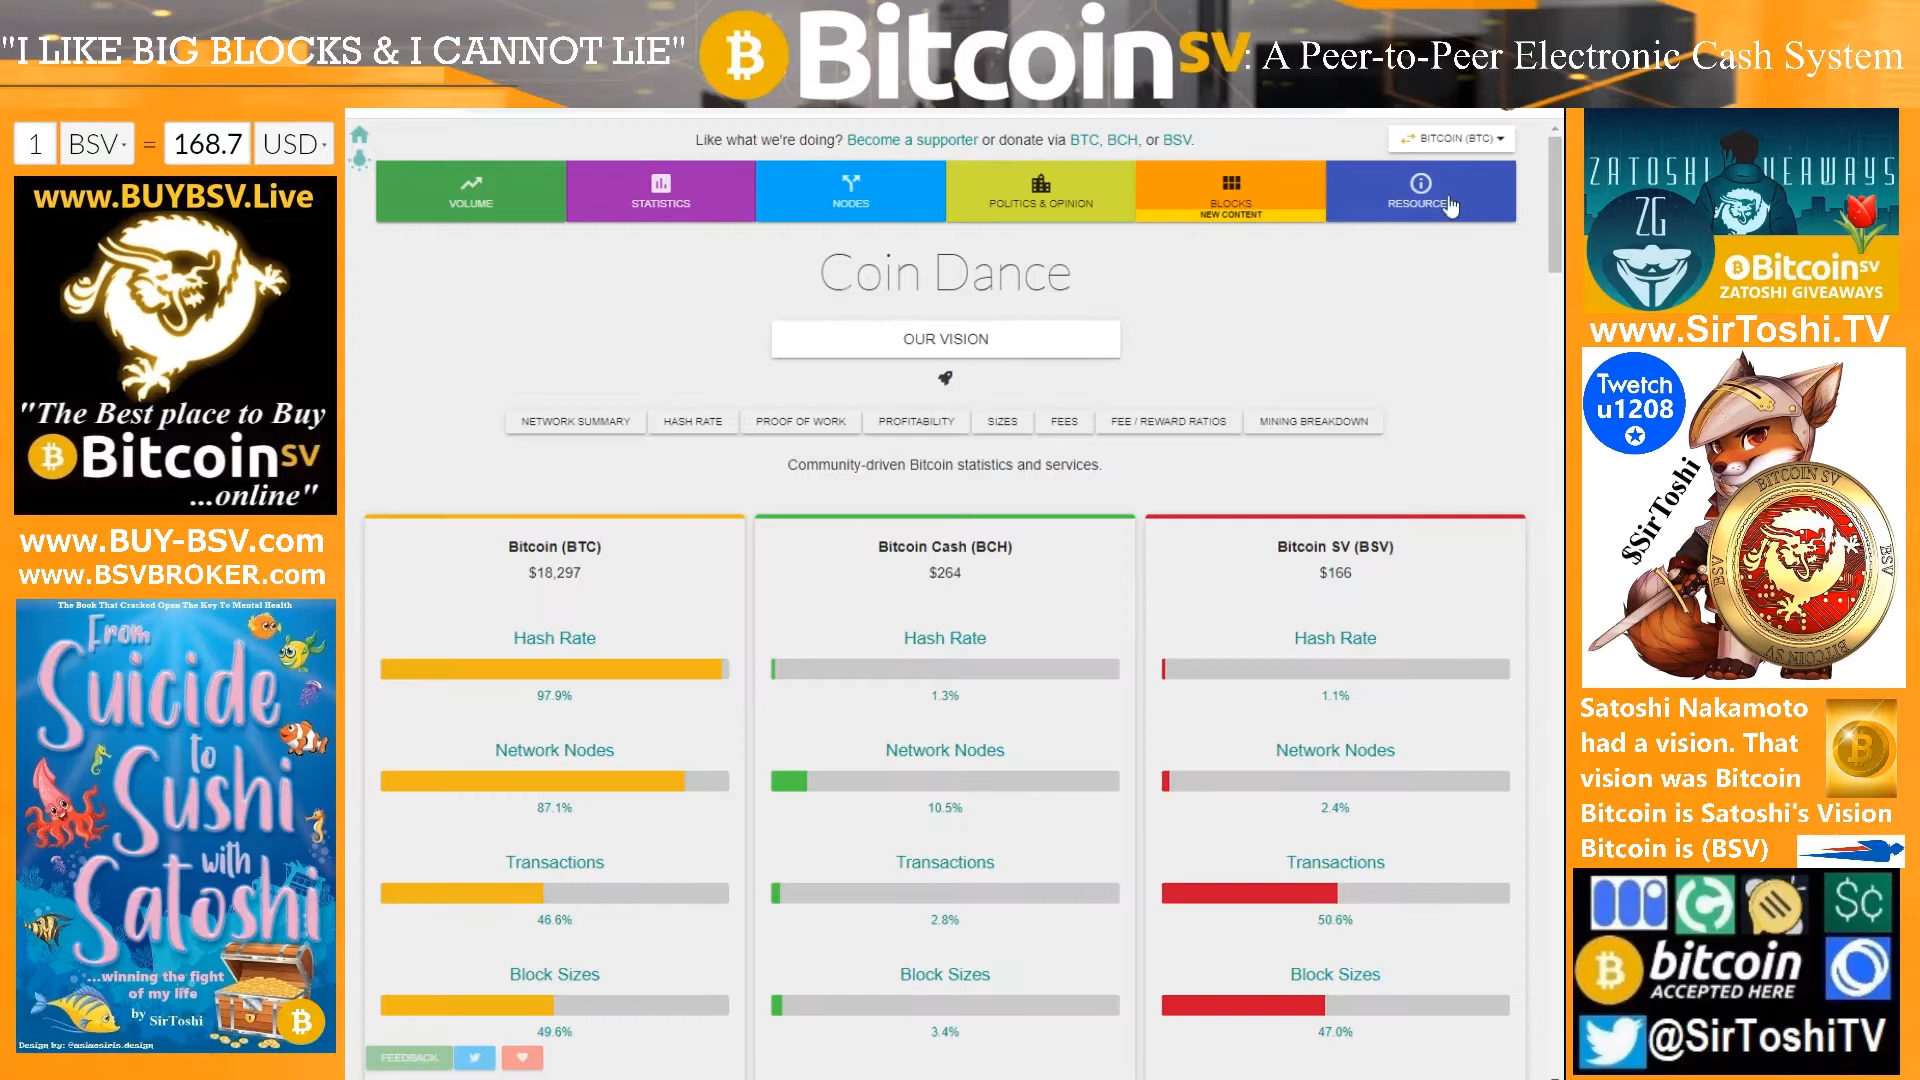 "I LIKE BIG BLOCKS & I CANNOT LIE"
BitcoinSV: A Peer-to-Peer Electronic Cash System
1 BSV = 168.7 USD
www.BUYBSV.Live
"The Best place to Buy
BitcoinSV
...online"
www.BUY-BSV.com
www.BSVBROKER.com
The Book That Cracked Open The Key To Mental Health
From
Suicide
to
Sushi
with
Satoshi
...winning the fight
of my life
by SirToshi
Like what we're doing? Become a supporter or donate via BTC, BCH, or BSV.
BITCOIN (BTC)
VOLUME
STATISTICS
NODES
POLITICS & OPINION
BLOCKS
NEW CONTENT
RESOURCE
Coin Dance
OUR VISION
NETWORK SUMMARY
HASH RATE
PROOF OF WORK
PROFITABILITY
SIZES
FEES
FEE / REWARD RATIOS
MINING BREAKDOWN
Community-driven Bitcoin statistics and services.
Bitcoin (BTC)
$18,297
Hash Rate
97.9%
Network Nodes
87.1%
Transactions
46.6%
Block Sizes
49.6%
Bitcoin Cash (BCH)
$264
Hash Rate
1.3%
Network Nodes
10.5%
Transactions
2.8%
Block Sizes
3.4%
Bitcoin SV (BSV)
$166
Hash Rate
1.1%
Network Nodes
2.4%
Transactions
50.6%
Block Sizes
47.0%
FEEDBACK
ZATOSHI
EAWAYS
ZG
BitcoinSV
ZATOSHI GIVEAWAYS
www.SirToshi.TV
Twetch
u1208
$SirToshi
BITCOIN SV
BSV
BSV
BITCOIN SV
Satoshi Nakamoto
had a vision. That
vision was Bitcoin
Bitcoin is Satoshi's Vision
Bitcoin is (BSV)
bitcoin
ACCEPTED HERE
@SirToshiTV